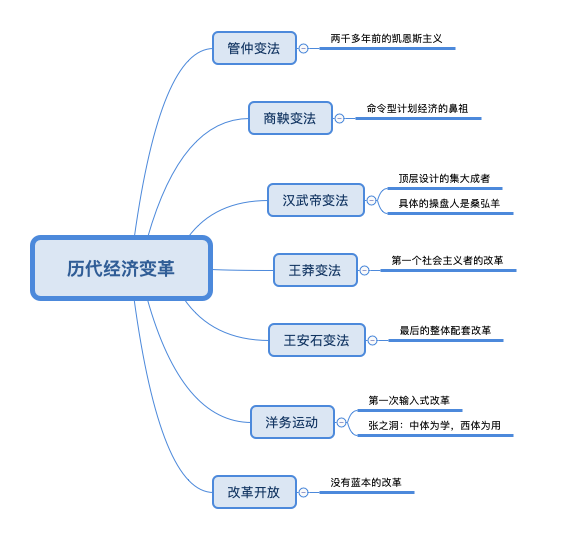 历代经济变革
管仲变法
两千多年前的凯恩斯主义
商鞅变法
命令型计划经济的鼻祖
汉武帝变法
顶层设计的集大成者
具体的操盘人是桑弘羊
王莽变法
第一个社会主义者的改革
王安石变法
最后的整体配套改革
洋务运动
第一次输入式改革
张之洞：中体为学，西体为用
改革开放
没有蓝本的改革